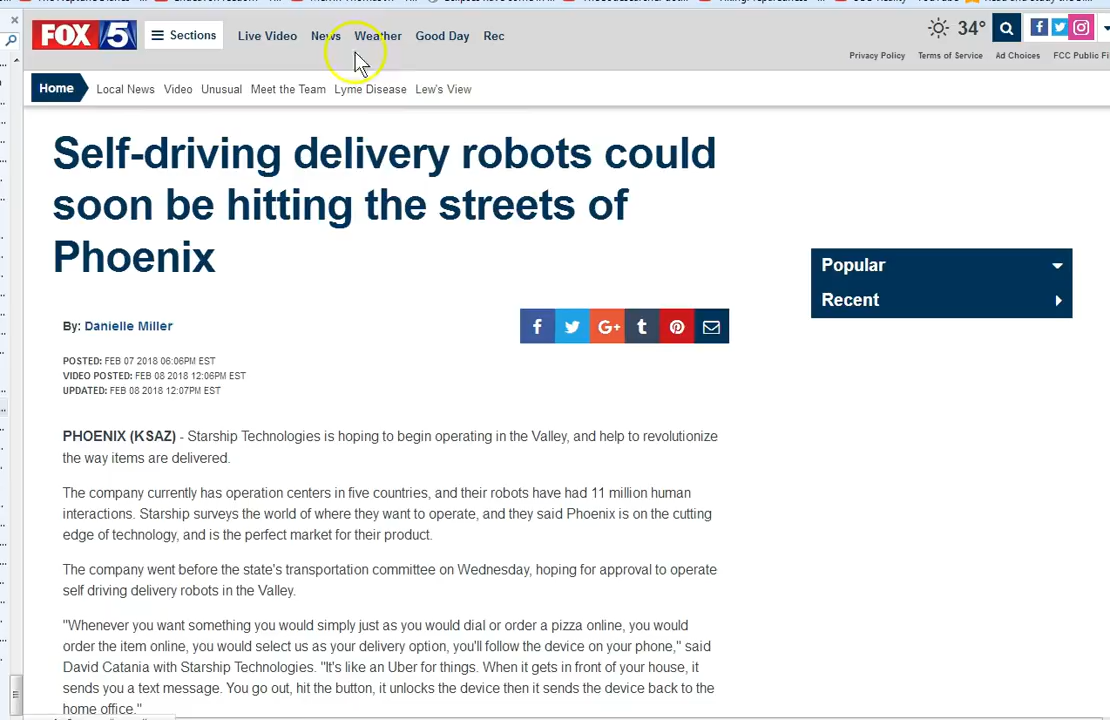 FOX 5 Sections Live Video News Weather Good Day Rec 34°
Privacy Policy Terms of Service Ad Choices FCC Public Fi
Home Local News Video Unusual Meet the Team Lyme Disease Lew's View
Self-driving delivery robots could
soon be hitting the streets of
Phoenix
Popular
Recent
By: Danielle Miller
POSTED: FEB 07 2018 06:06PM EST
VIDEO POSTED: FEB 08 2018 12:06PM EST
UPDATED: FEB 08 2018 12:07PM EST
PHOENIX (KSAZ) - Starship Technologies is hoping to begin operating in the Valley, and help to revolutionize
the way items are delivered.
The company currently has operation centers in five countries, and their robots have had 11 million human
interactions. Starship surveys the world of where they want to operate, and they said Phoenix is on the cutting
edge of technology, and is the perfect market for their product.
The company went before the state's transportation committee on Wednesday, hoping for approval to operate
self driving delivery robots in the Valley.
"Whenever you want something you would simply just as you would dial or order a pizza online, you would
order the item online, you would select us as your delivery option, you'll follow the device on your phone," said
David Catania with Starship Technologies. "It's like an Uber for things. When it gets in front of your house, it
sends you a text message. You go out, hit the button, it unlocks the device then it sends the device back to the
home office."